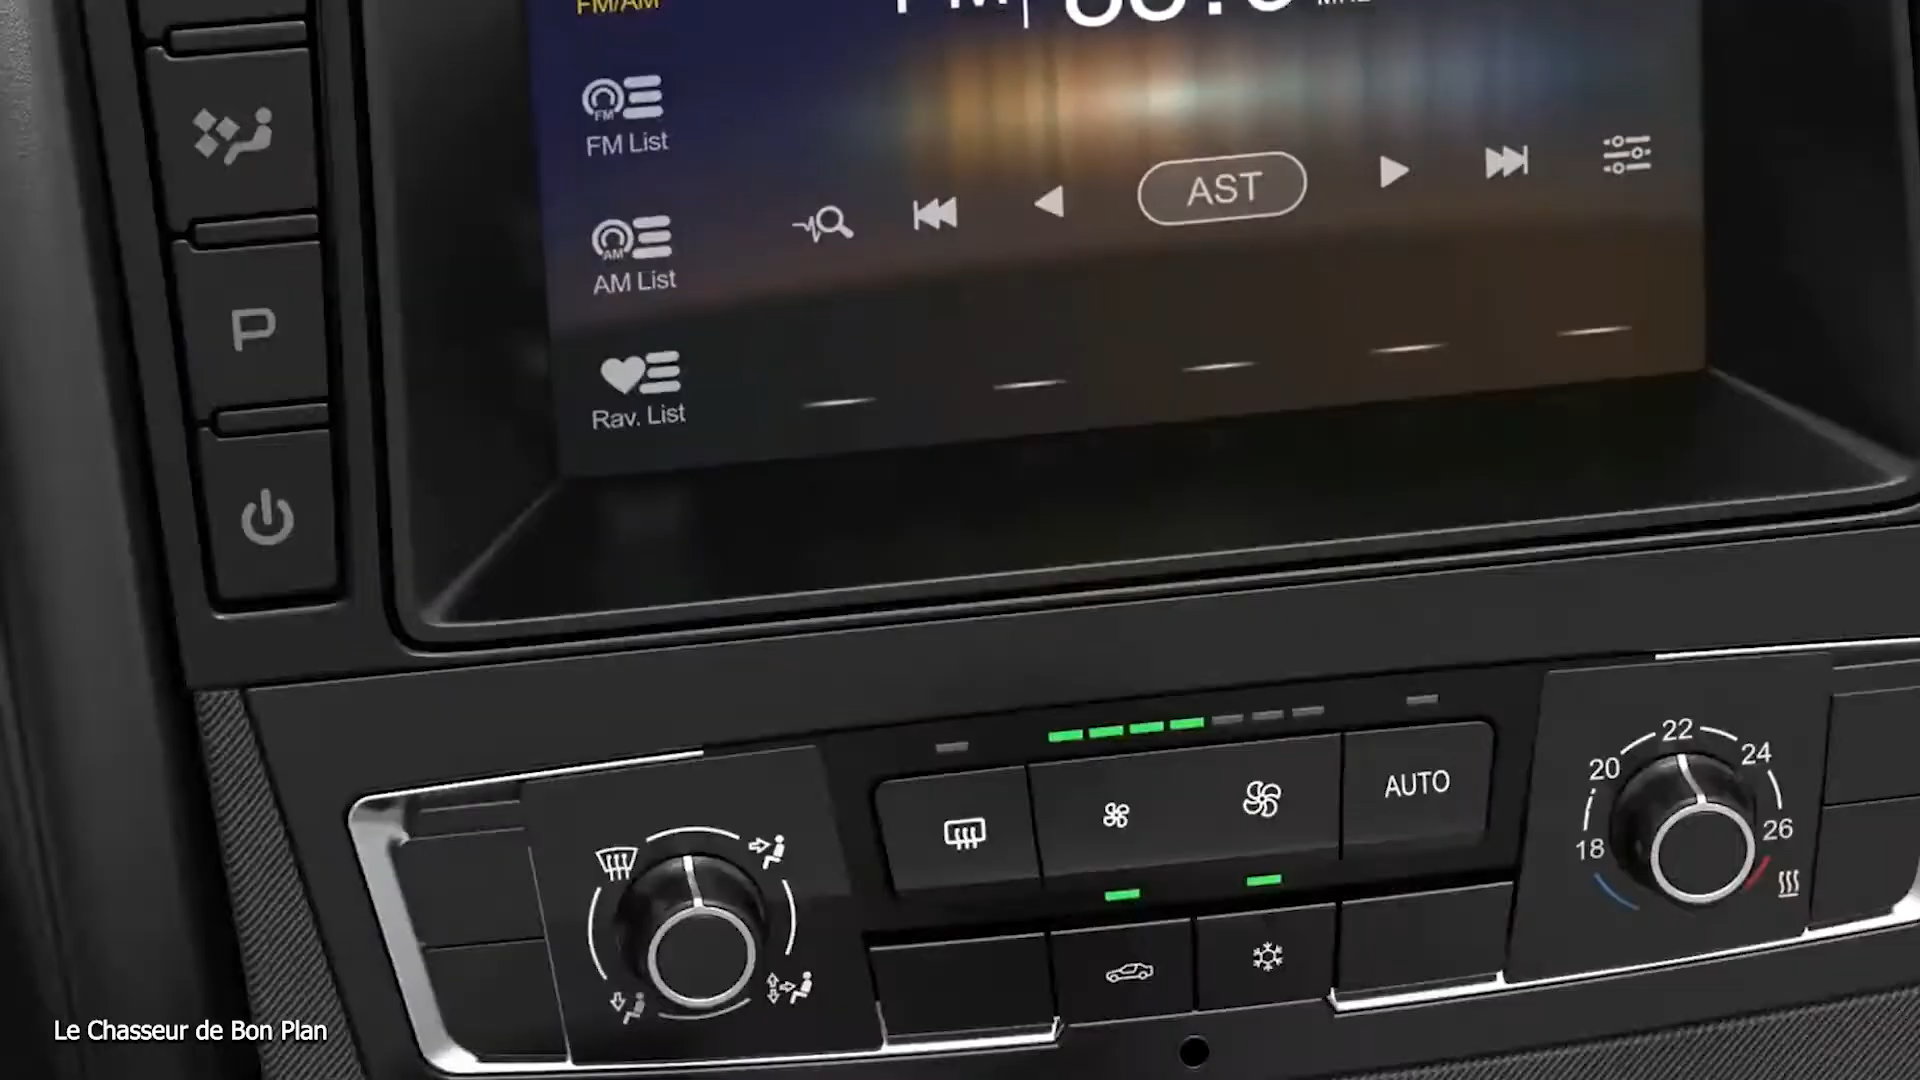 FM/AM
FM List
AM List
Rav. List
AST
P
AUTO
18
20
22
24
26
Le Chasseur de Bon Plan